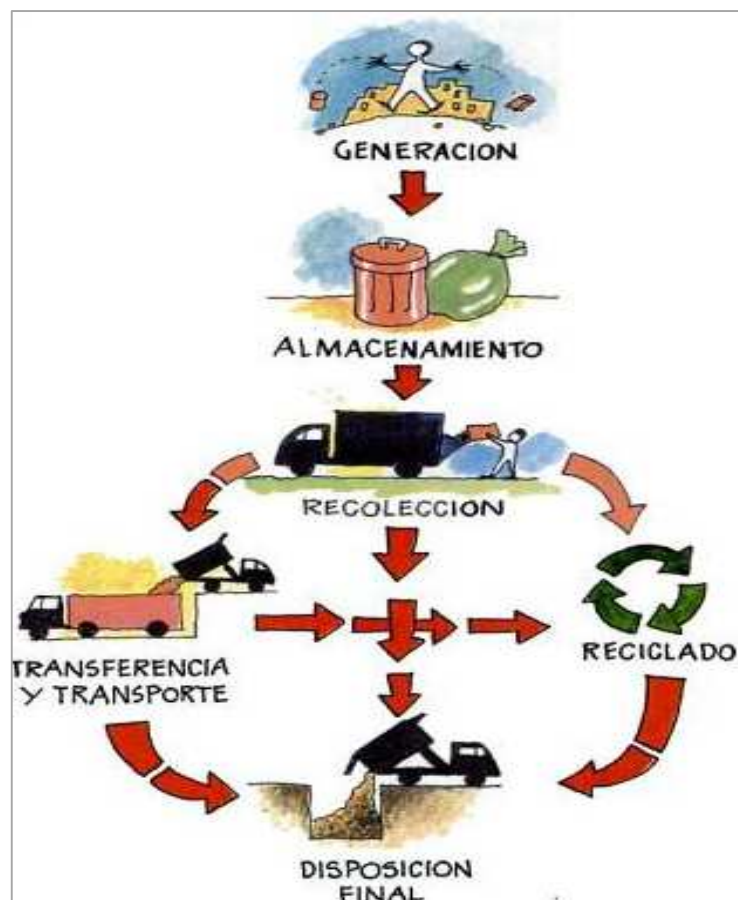 GENERACION
ALMACENAMIENTO
RECOLECCION
TRANSFERENCIA
Y TRANSPORTE
RECICLADO
DISPOSICION
FINAL